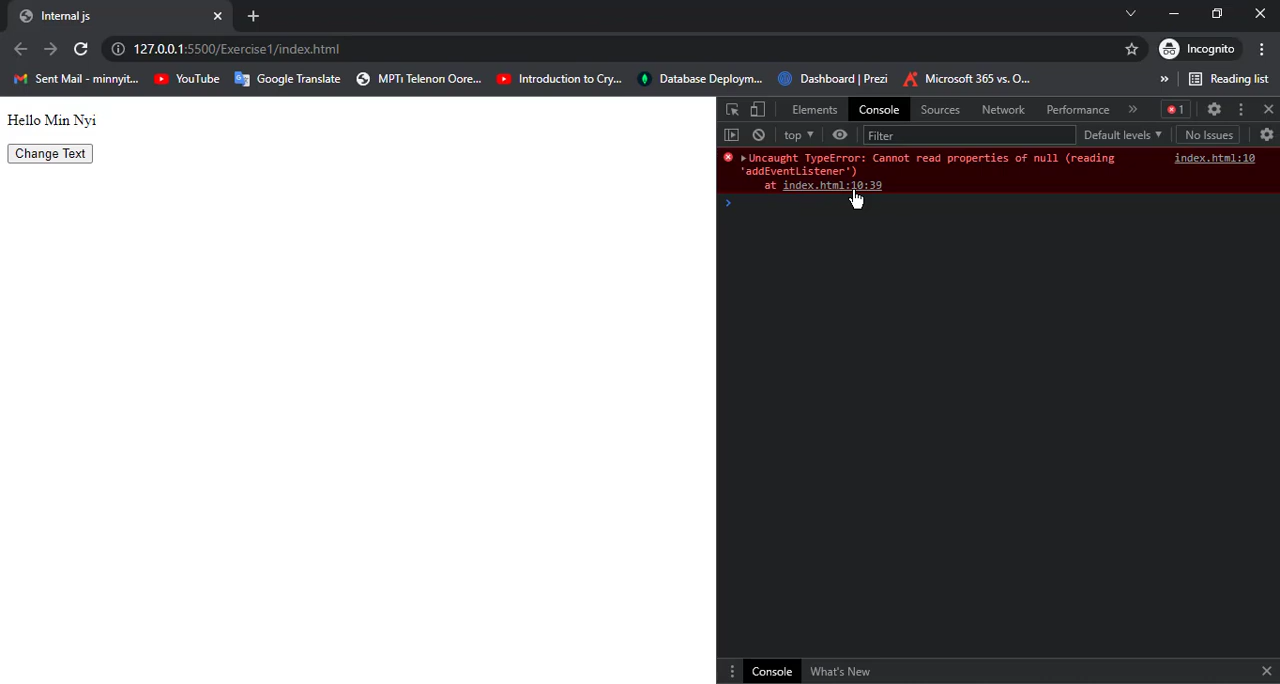 Internal js
127.0.0.1:5500/Exercise1/index.html
Incognito
Sent Mail - minnyit...
YouTube
Google Translate
MPTi Telenon Oore...
Introduction to Cry...
Database Deploym...
Dashboard | Prezi
Microsoft 365 vs. O...
»
Reading list
Hello Min Nyi
Change Text
Elements
Console
Sources
Network
Performance
»
1
top
Filter
Default levels
No Issues
Uncaught TypeError: Cannot read properties of null (reading
index.html:10
'addEventListener')
at index.html:10:39
Console
What's New